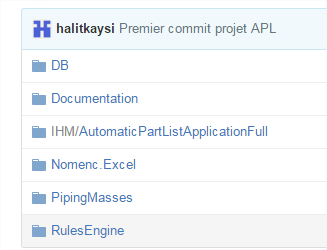 halitkaysi Premier commit projet APL
DB
Documentation
IHM/AutomaticPartListApplicationFull
Nomenc.Excel
PipingMasses
RulesEngine